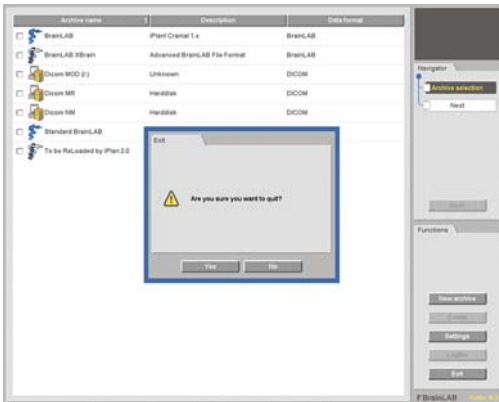 Archive name Description Data format
BrainLAB iPlan! Cranial 1.x BrainLAB
BrainLAB XBrain Advanced BrainLAB File Format BrainLAB
Dicom MOD (I:) Unknown DICOM
Dicom MR Harddisk DICOM
Dicom NM Harddisk DICOM
Standard BrainLAB
To be ReLoaded by iPlan 2.0
Exit
Are you sure you want to quit?
Yes No
Navigator
Archive selection
Next
Next
Functions
New archive
Delete
Settings
Logfile
Exit
BrainLAB